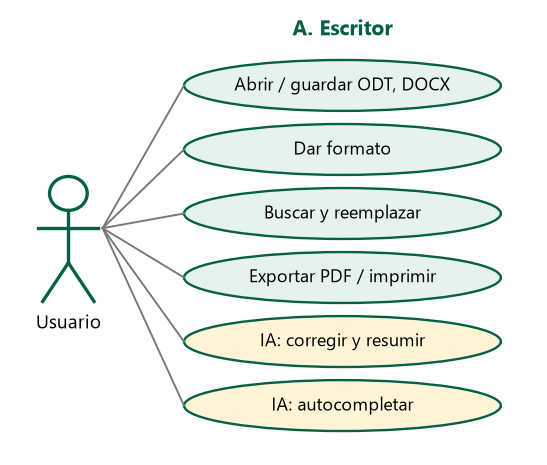 A. Escritor
Abrir / guardar ODT, DOCX
Dar formato
Buscar y reemplazar
Exportar PDF / imprimir
Usuario
IA: corregir y resumir
IA: autocompletar